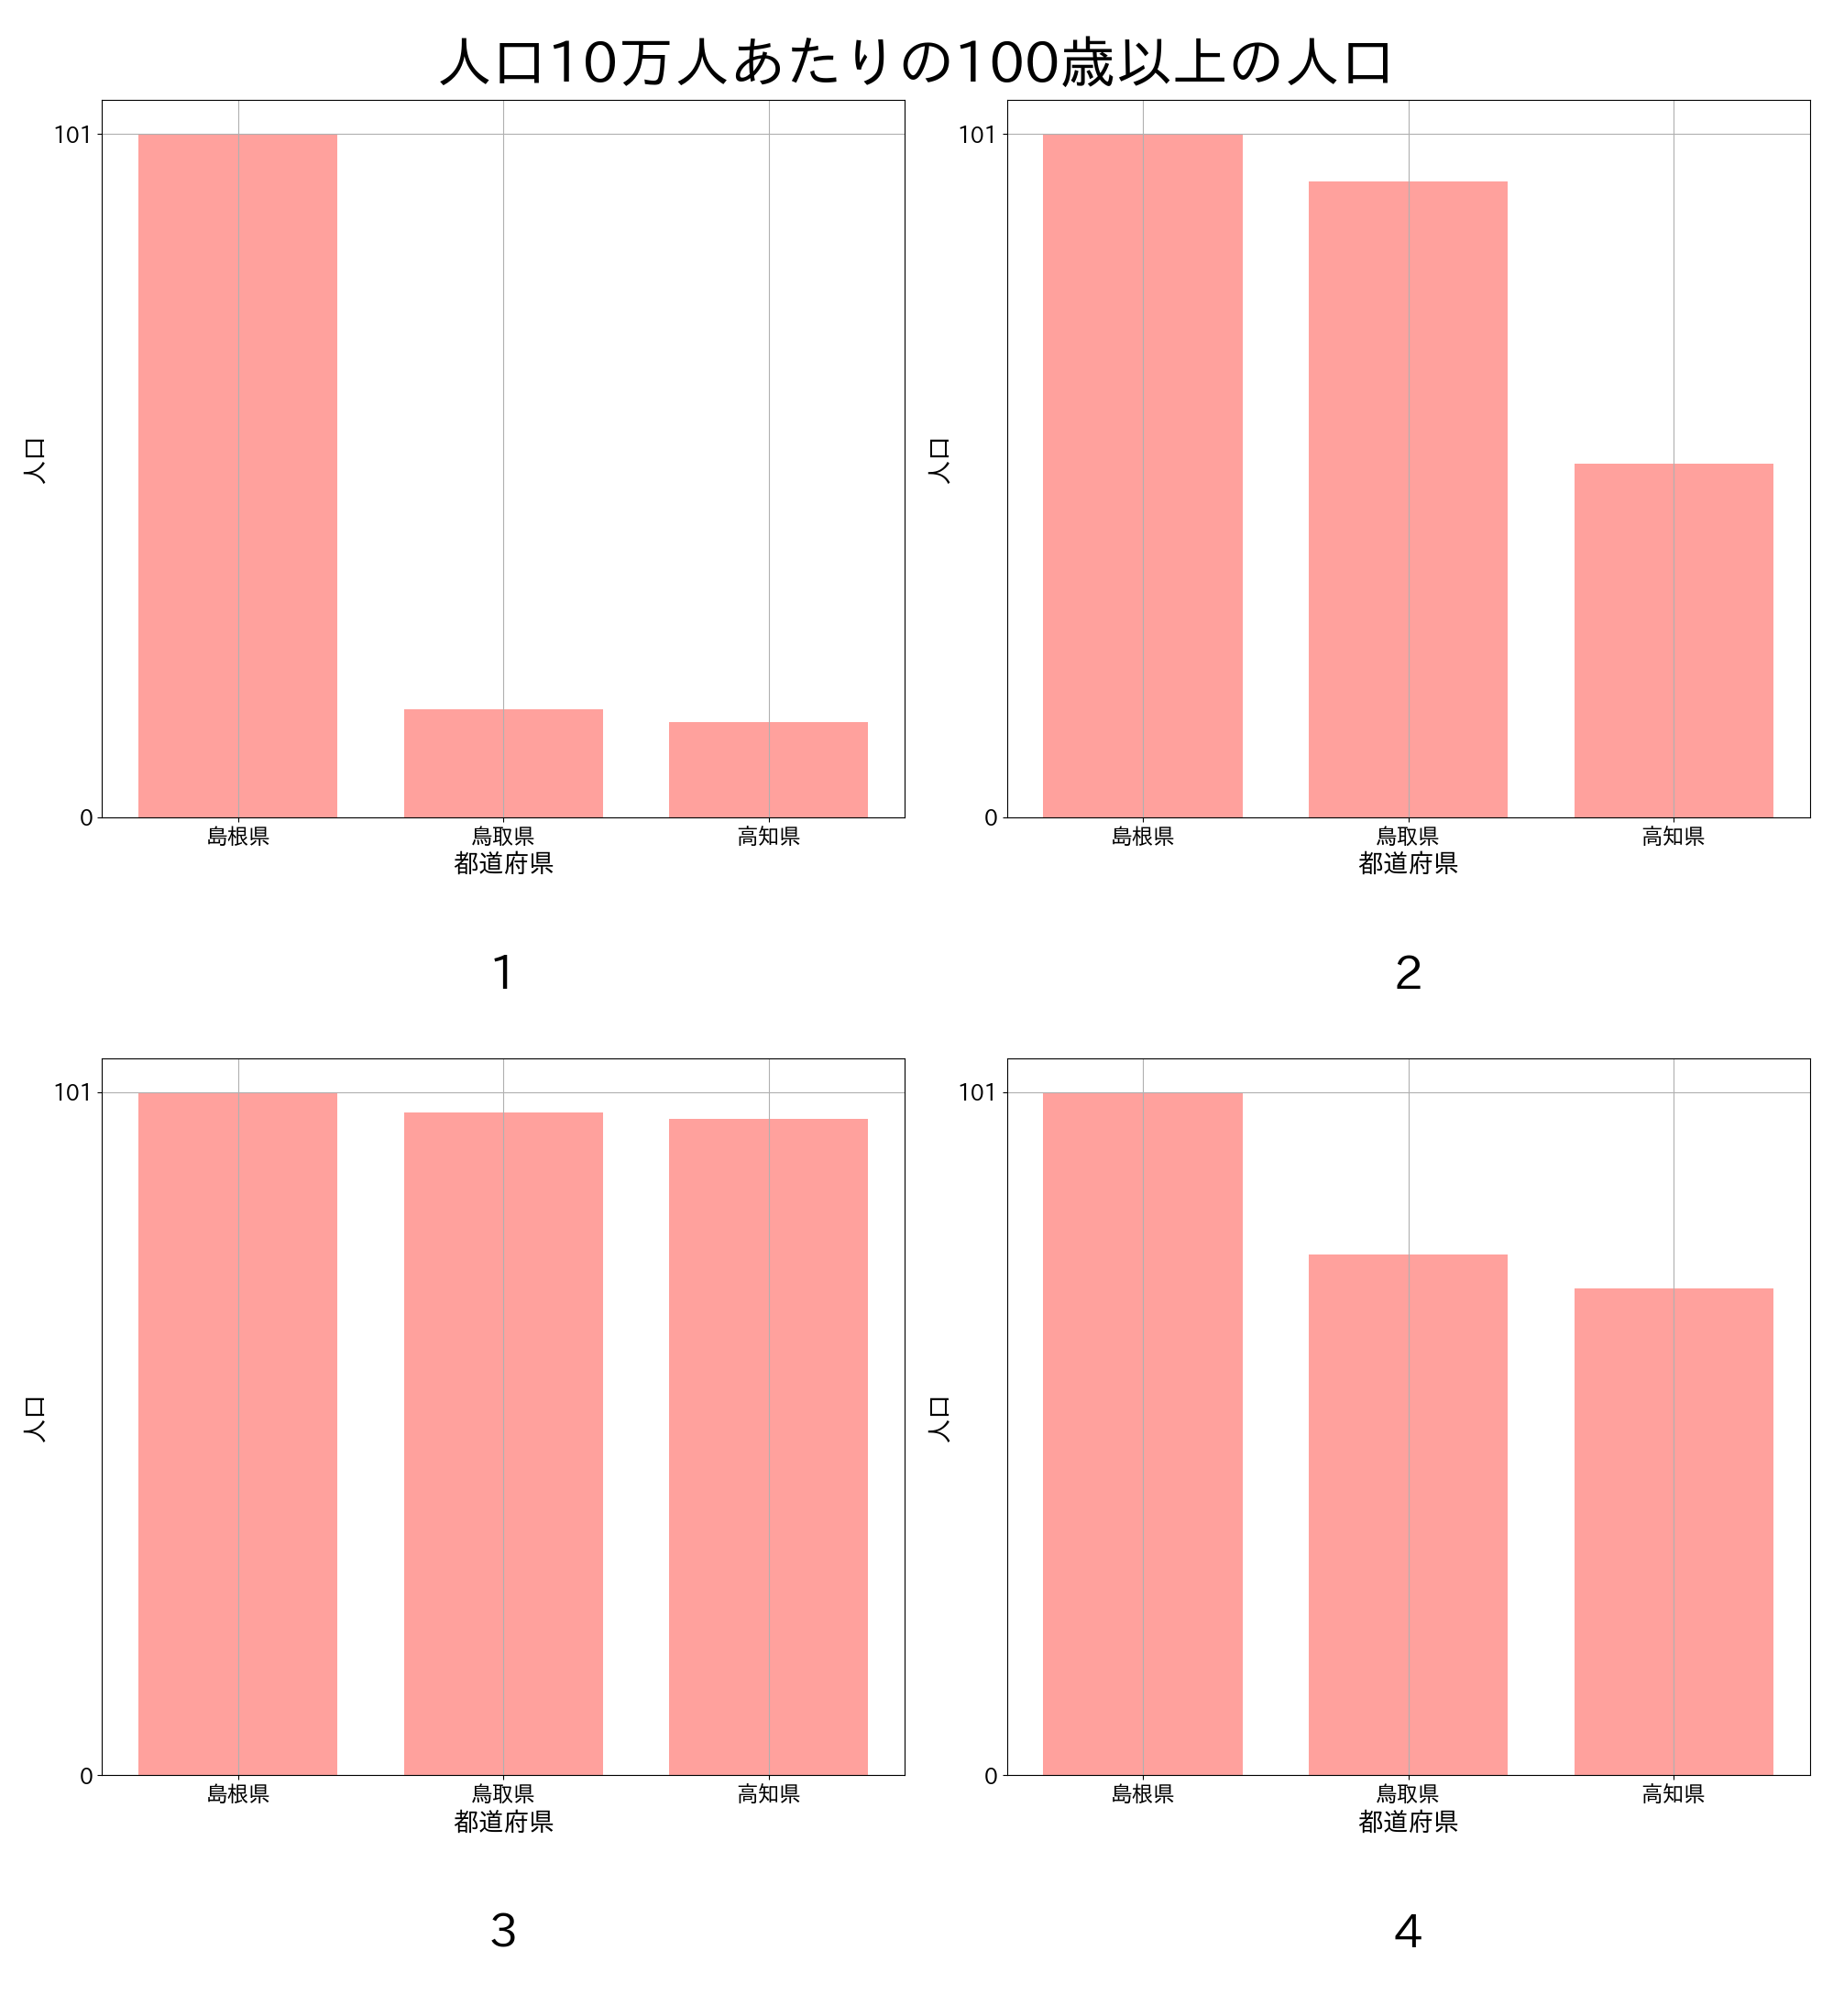 人口10万人あたりの100歳以上の人口
101
0
人口
島根県 鳥取県 高知県
都道府県
1
101
0
人口
島根県 鳥取県 高知県
都道府県
2
101
0
人口
島根県 鳥取県 高知県
都道府県
3
101
0
人口
島根県 鳥取県 高知県
都道府県
4